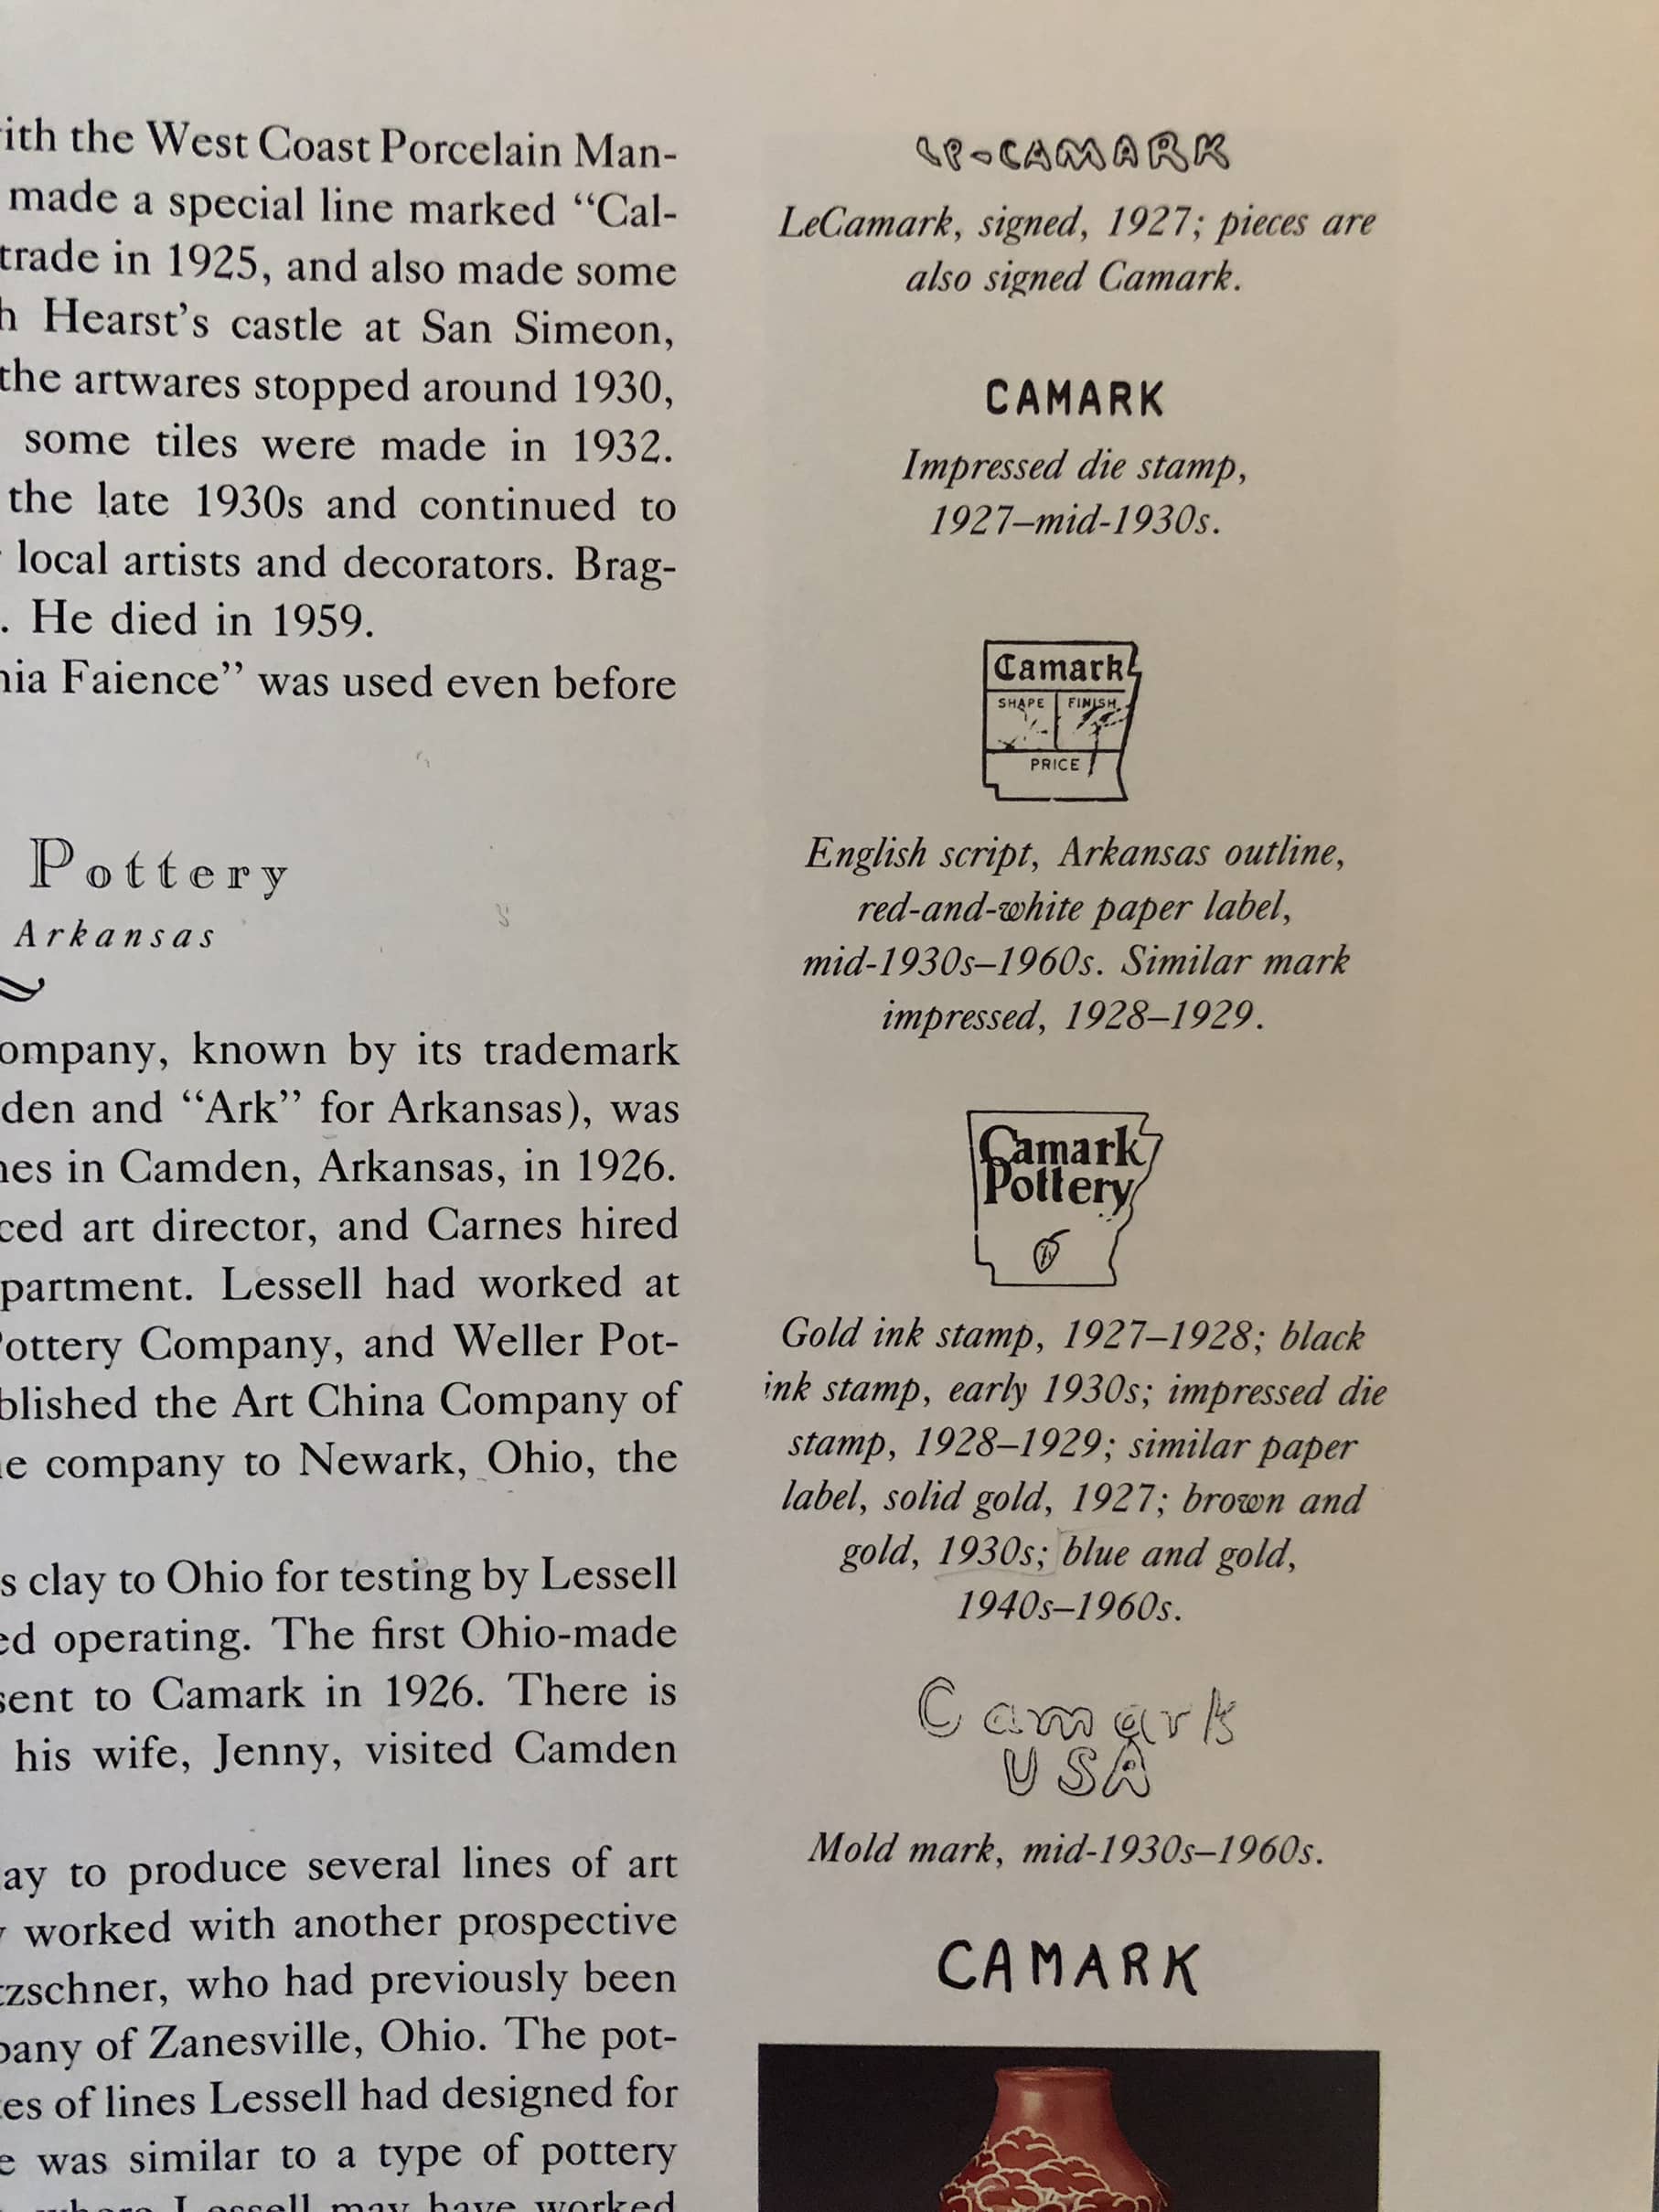 with the West Coast Porcelain Man-
made a special line marked “Cal-
trade in 1925, and also made some
Hearst’s castle at San Simeon,
the artwares stopped around 1930,
some tiles were made in 1932.
the late 1930s and continued to
local artists and decorators. Brag-
. He died in 1959.
nia Faience” was used even before
Pottery
Arkansas
ompany, known by its trademark
den and “Ark” for Arkansas), was
nes in Camden, Arkansas, in 1926.
ced art director, and Carnes hired
partment. Lessell had worked at
Pottery Company, and Weller Pot-
blished the Art China Company of
e company to Newark, Ohio, the
s clay to Ohio for testing by Lessell
ed operating. The first Ohio-made
sent to Camark in 1926. There is
his wife, Jenny, visited Camden
ay to produce several lines of art
worked with another prospective
tzschner, who had previously been
pany of Zanesville, Ohio. The pot-
es of lines Lessell had designed for
e was similar to a type of pottery
where Lessell may have worked
CAMARK
LeCamark, signed, 1927; pieces are
also signed Camark.
CAMARK
Impressed die stamp,
1927–mid-1930s.
Camark
SHAPE FINISH
PRICE
English script, Arkansas outline,
red-and-white paper label,
mid-1930s–1960s. Similar mark
impressed, 1928–1929.
Camark
Pottery
Gold ink stamp, 1927–1928; black
ink stamp, early 1930s; impressed die
stamp, 1928–1929; similar paper
label, solid gold, 1927; brown and
gold, 1930s; blue and gold,
1940s–1960s.
Camark
USA
Mold mark, mid-1930s–1960s.
CAMARK